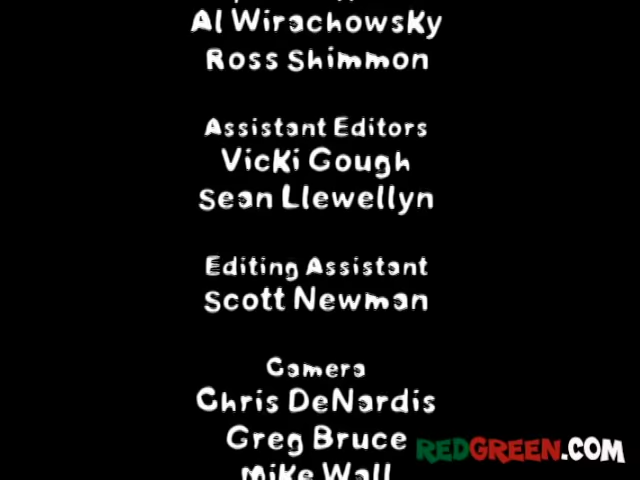 Al Wirachowsky
Ross Shimmon
Assistant Editors
Vicki Gough
Sean Llewellyn
Editing Assistant
Scott Newman
Camera
Chris DeNardis
Greg Bruce
REDGREEN.COM
Mike Wall